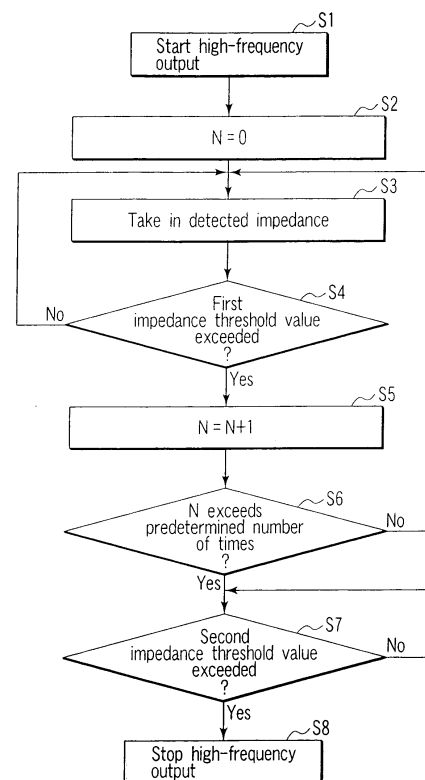 S1
Start high-frequency
output
S2
N=0
S3
Take in detected impedance
S4
First
impedance threshold value
exceeded
?
No
Yes
S5
N=N+1
S6
N exceeds
predetermined number
of times
?
No
Yes
S7
Second
impedance threshold value
exceeded
?
No
Yes
S8
Stop high-frequency
output